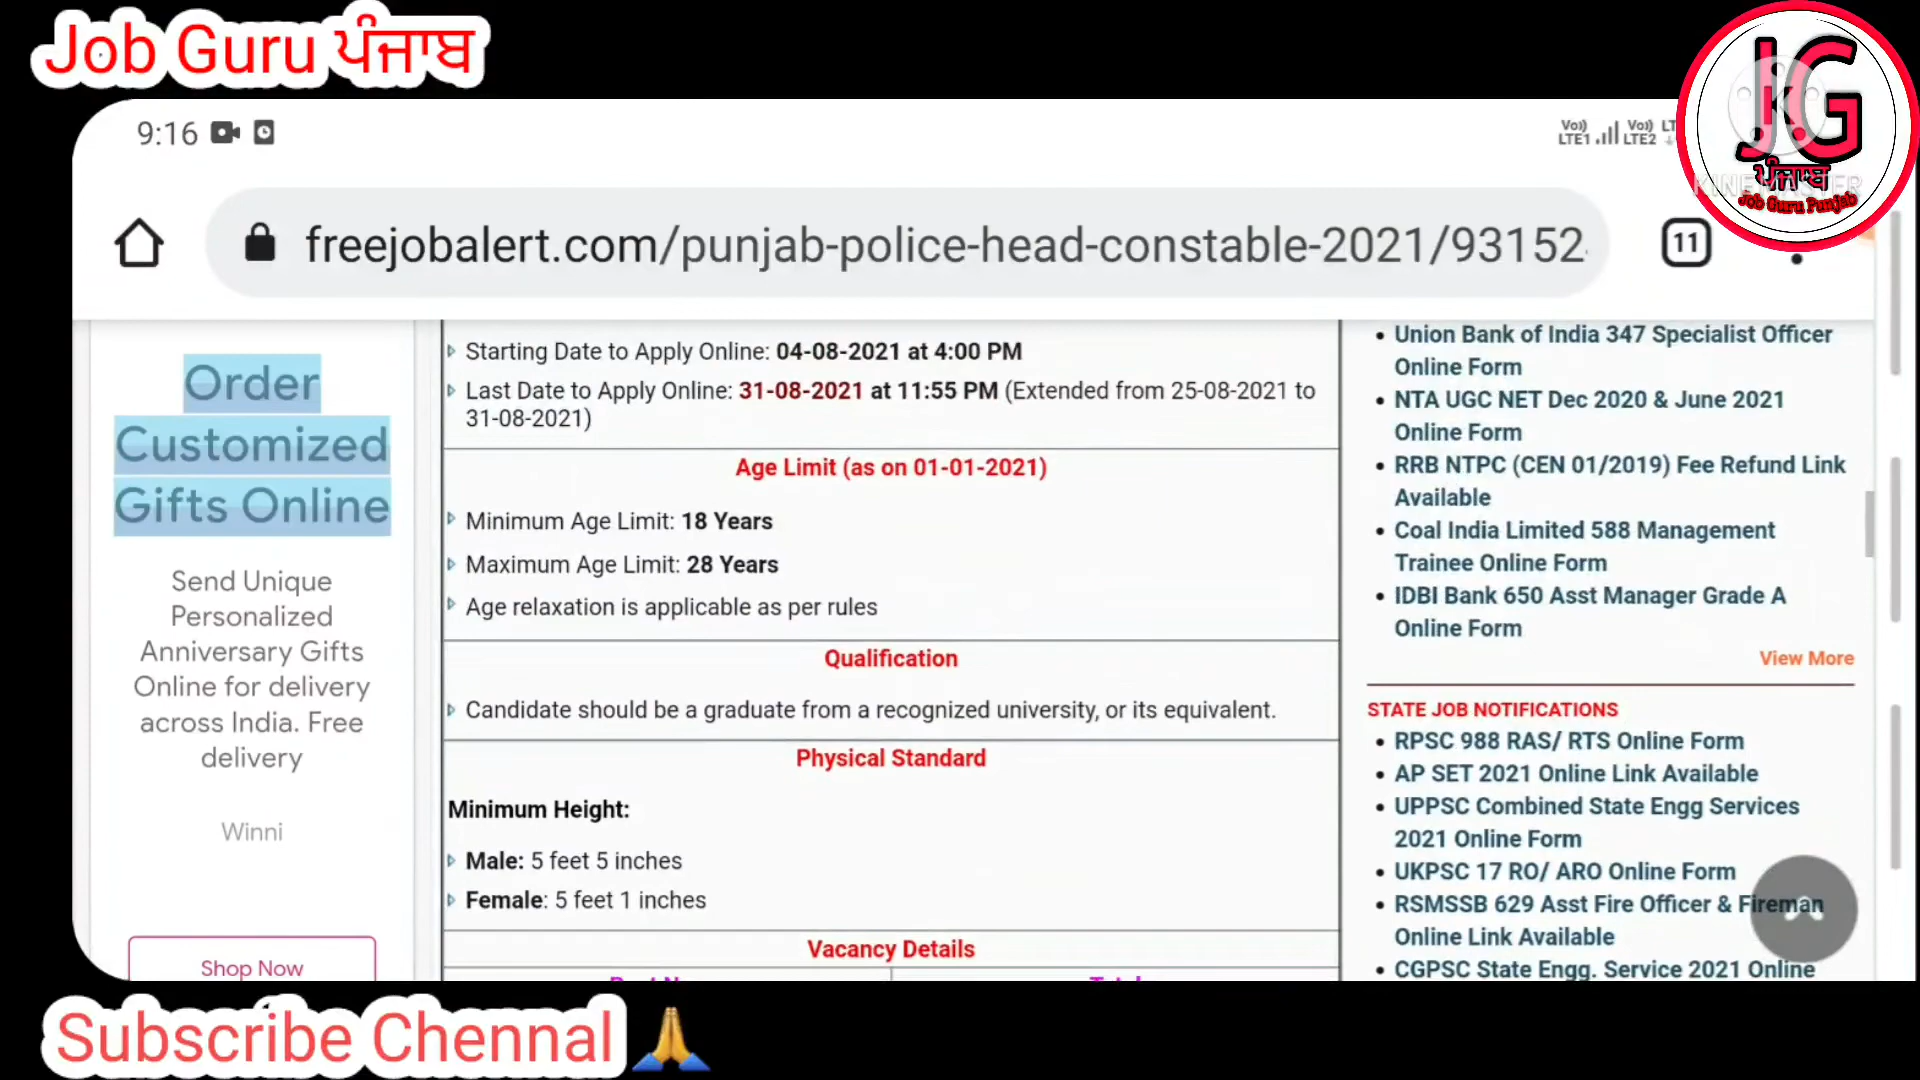 Job Guru ਪੰਜਾਬ
9:16
Vo)) LTE1 Vo)) LTE2
JKG
ਪੰਜਾਬ
Job Guru Punjab
KINEMASTER
freejobalert.com/punjab-police-head-constable-2021/93152
11
Order
Customized
Gifts Online
Send Unique
Personalized
Anniversary Gifts
Online for delivery
across India. Free
delivery
Winni
Shop Now
Starting Date to Apply Online: 04-08-2021 at 4:00 PM
Last Date to Apply Online: 31-08-2021 at 11:55 PM (Extended from 25-08-2021 to
31-08-2021)
Age Limit (as on 01-01-2021)
Minimum Age Limit: 18 Years
Maximum Age Limit: 28 Years
Age relaxation is applicable as per rules
Qualification
Candidate should be a graduate from a recognized university, or its equivalent.
Physical Standard
Minimum Height:
Male: 5 feet 5 inches
Female: 5 feet 1 inches
Vacancy Details
Union Bank of India 347 Specialist Officer
Online Form
NTA UGC NET Dec 2020 & June 2021
Online Form
RRB NTPC (CEN 01/2019) Fee Refund Link
Available
Coal India Limited 588 Management
Trainee Online Form
IDBI Bank 650 Asst Manager Grade A
Online Form
View More
STATE JOB NOTIFICATIONS
RPSC 988 RAS/ RTS Online Form
AP SET 2021 Online Link Available
UPPSC Combined State Engg Services
2021 Online Form
UKPSC 17 RO/ ARO Online Form
RSMSSB 629 Asst Fire Officer & Fireman
Online Link Available
CGPSC State Engg. Service 2021 Online
Subscribe Chennal 🙏